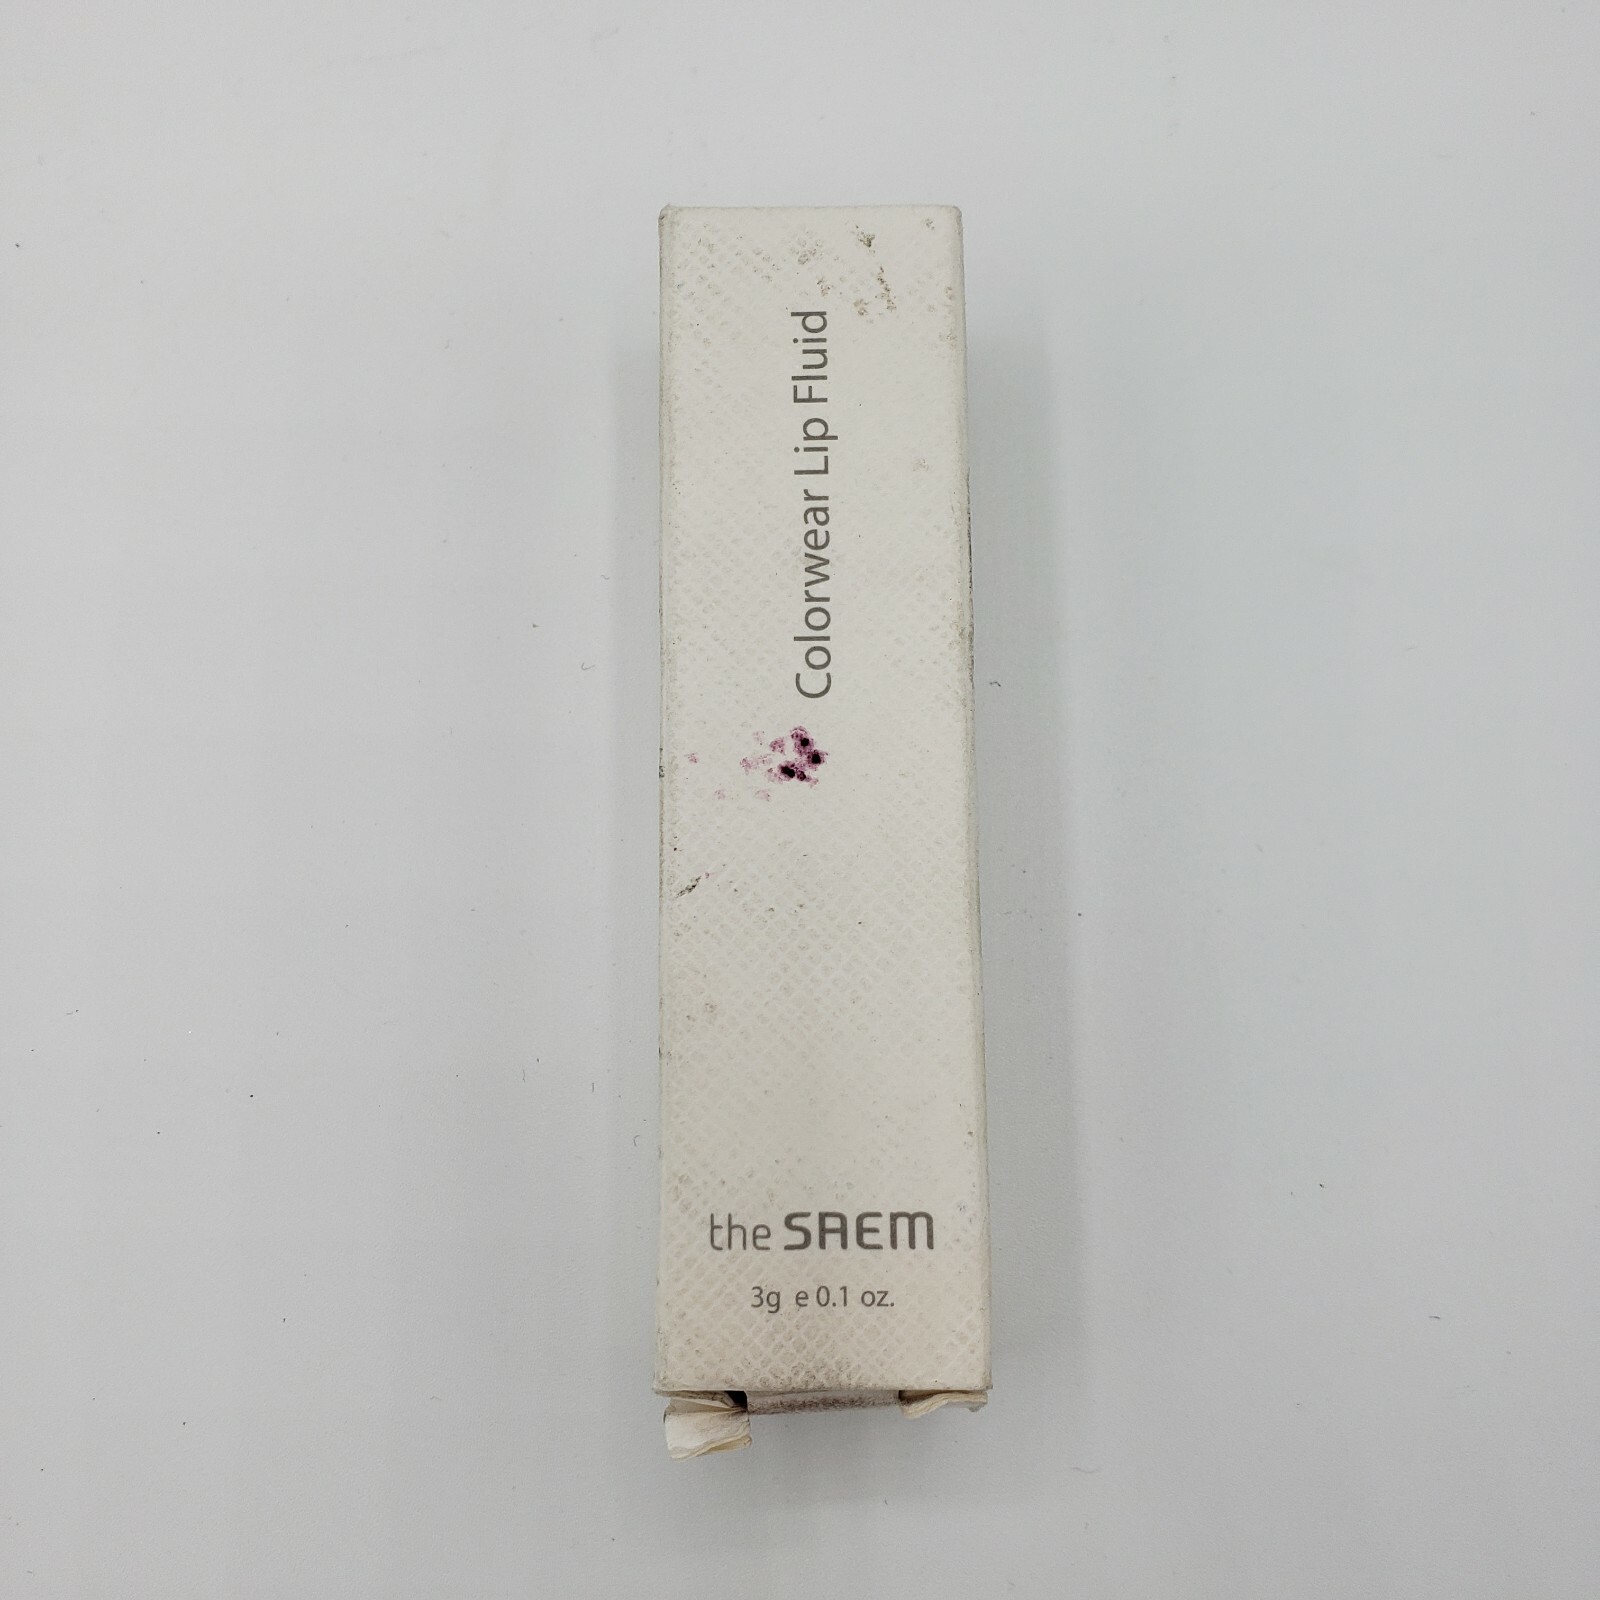 Colorwear Lip Fluid
the SAEM
3g e 0.1 oz.